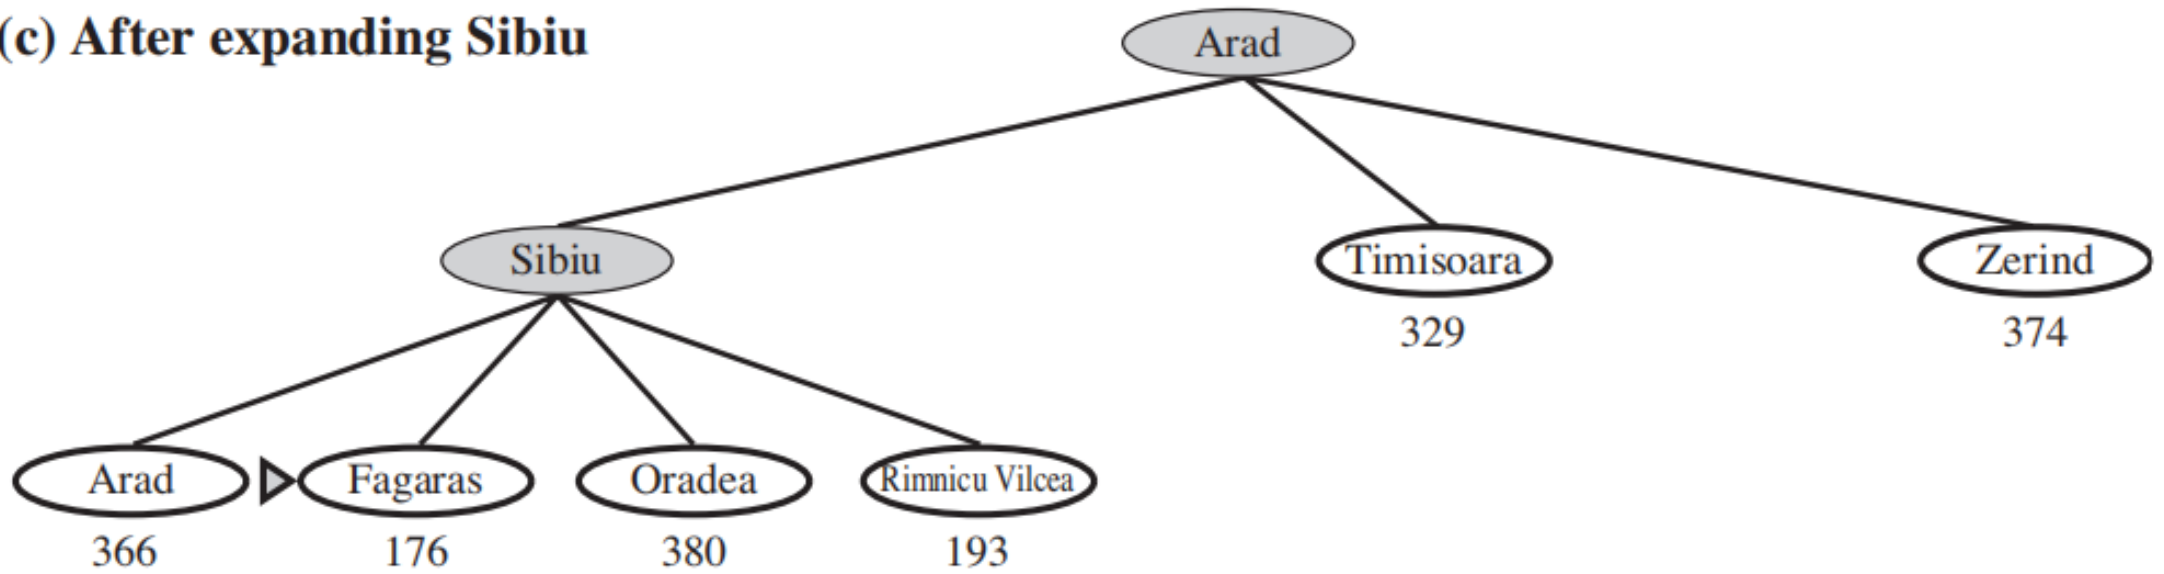 (c) After expanding Sibiu
Arad
Sibiu
Timisoara
Zerind
329
374
Arad
Fagaras
Oradea
Rimnicu Vilcea
366
176
380
193